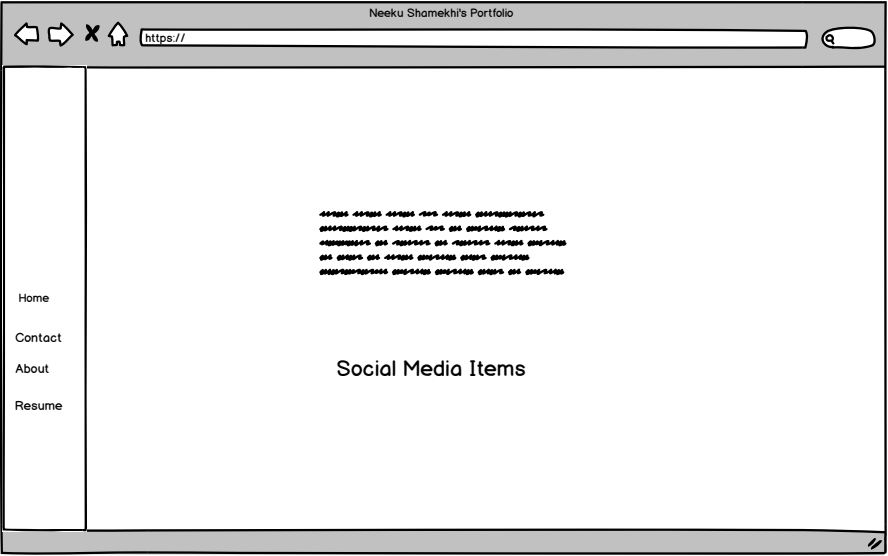 Neeku Shamekhi's Portfolio
https://
Home
Contact
About
Resume
Social Media Items